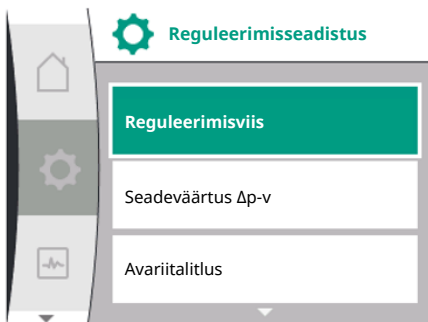 Reguleerimisseadistus
Reguleerimisviis
Seadeväärtus Δp-v
Avariitalitlus